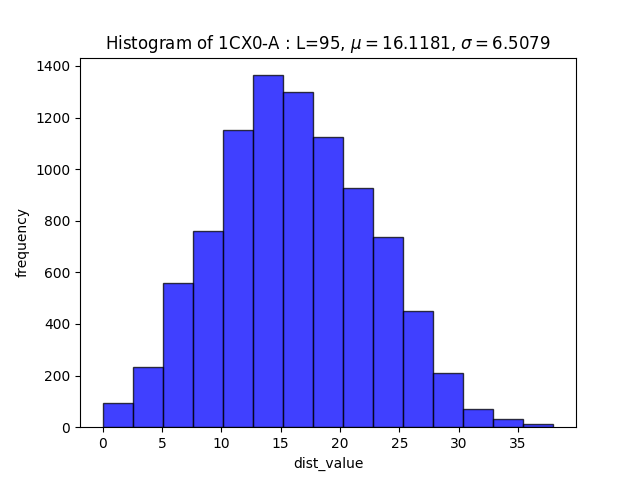 Histogram of 1CX0-A : L=95, μ = 16.1181, σ = 6.5079
1400
1200
1000
800
600
400
200
0
frequency
0 5 10 15 20 25 30 35
dist_value